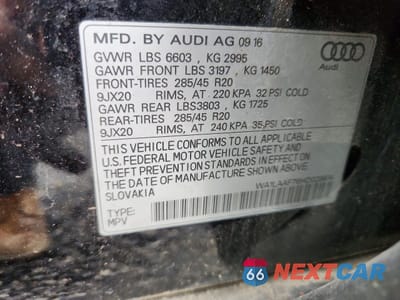 MFD. BY AUDI AG 09 16
GVWR LBS 6603 , KG 2995
GAWR FRONT LBS 3197 , KG 1450
FRONT-TIRES 285/45 R20
9JX20 RIMS, AT 220 KPA 32 PSI COLD
GAWR REAR LBS3803 , KG 1725
REAR-TIRES 285/45 R20
9JX20 RIMS, AT 240 KPA 35 PSI COLD
THIS VEHICLE CONFORMS TO ALL APPLICABLE
U.S. FEDERAL MOTOR VEHICLE SAFETY AND
THEFT PREVENTION STANDARDS IN EFFECT ON
THE DATE OF MANUFACTURE SHOWN ABOVE.
SLOVAKIA
TYPE:
MPV
Audi
66 NEXTCAR